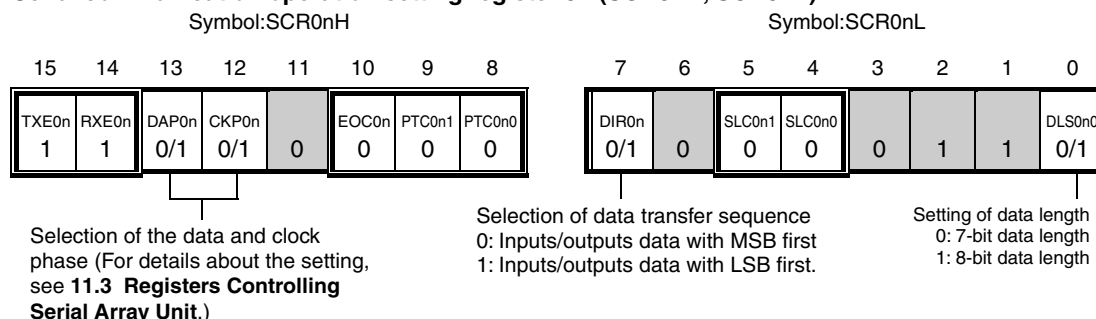 Symbol:SCR0nH
Symbol:SCR0nL
15 14 13 12 11 10 9 8
7 6 5 4 3 2 1 0
TXE0n RXE0n DAP0n CKP0n EOC0n PTC0n1 PTC0n0
1 1 0/1 0/1 0 0 0 0
DIR0n SLC0n1 SLC0n0 DLS0n0
0/1 0 0 0 0 1 1 0/1
Selection of the data and clock
phase (For details about the setting,
see 11.3 Registers Controlling
Serial Array Unit.)
Selection of data transfer sequence
0: Inputs/outputs data with MSB first
1: Inputs/outputs data with LSB first.
Setting of data length
0: 7-bit data length
1: 8-bit data length